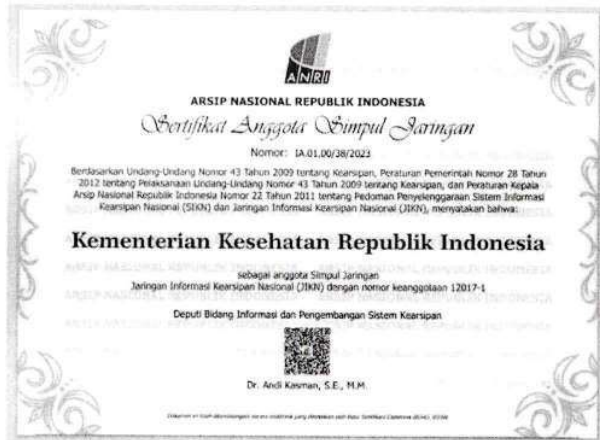 ANRI
ARSIP NASIONAL REPUBLIK INDONESIA
Sertifikat Anggota Simpul Jaringan
Nomor: IA.01.00/38/2023
Berdasarkan Undang-Undang Nomor 43 Tahun 2009 tentang Kearsipan, Peraturan Pemerintah Nomor 28 Tahun
2012 tentang Pelaksanaan Undang-Undang Nomor 43 Tahun 2009 tentang Kearsipan, dan Peraturan Kepala
Arsip Nasional Republik Indonesia Nomor 22 Tahun 2011 tentang Pedoman Penyelenggaraan Sistem Informasi
Kearsipan Nasional (SIKN) dan Jaringan Informasi Kearsipan Nasional (JIKN), menyatakan bahwa:
Kementerian Kesehatan Republik Indonesia
sebagai anggota Simpul Jaringan
Jaringan Informasi Kearsipan Nasional (JIKN) dengan nomor keanggotaan 12017-1
Deputi Bidang Informasi dan Pengembangan Sistem Kearsipan
Dr. Andi Kasman, S.E., M.M.